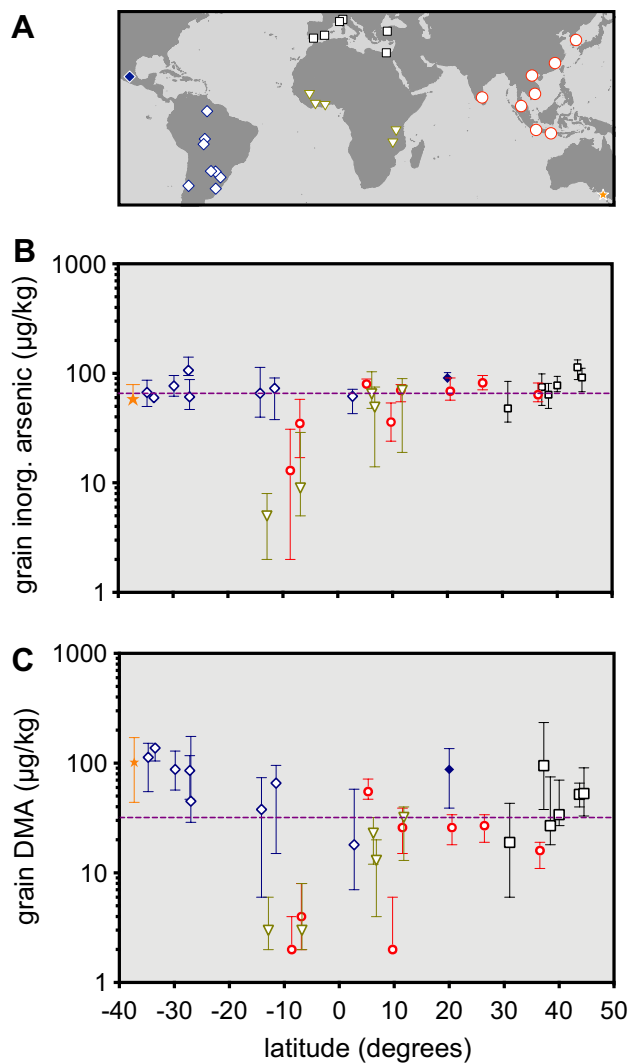 A
B
1000
100
10
1
grain inorg. arsenic (µg/kg)
C
1000
100
10
1
grain DMA (µg/kg)
-40 -30 -20 -10 0 10 20 30 40 50
latitude (degrees)